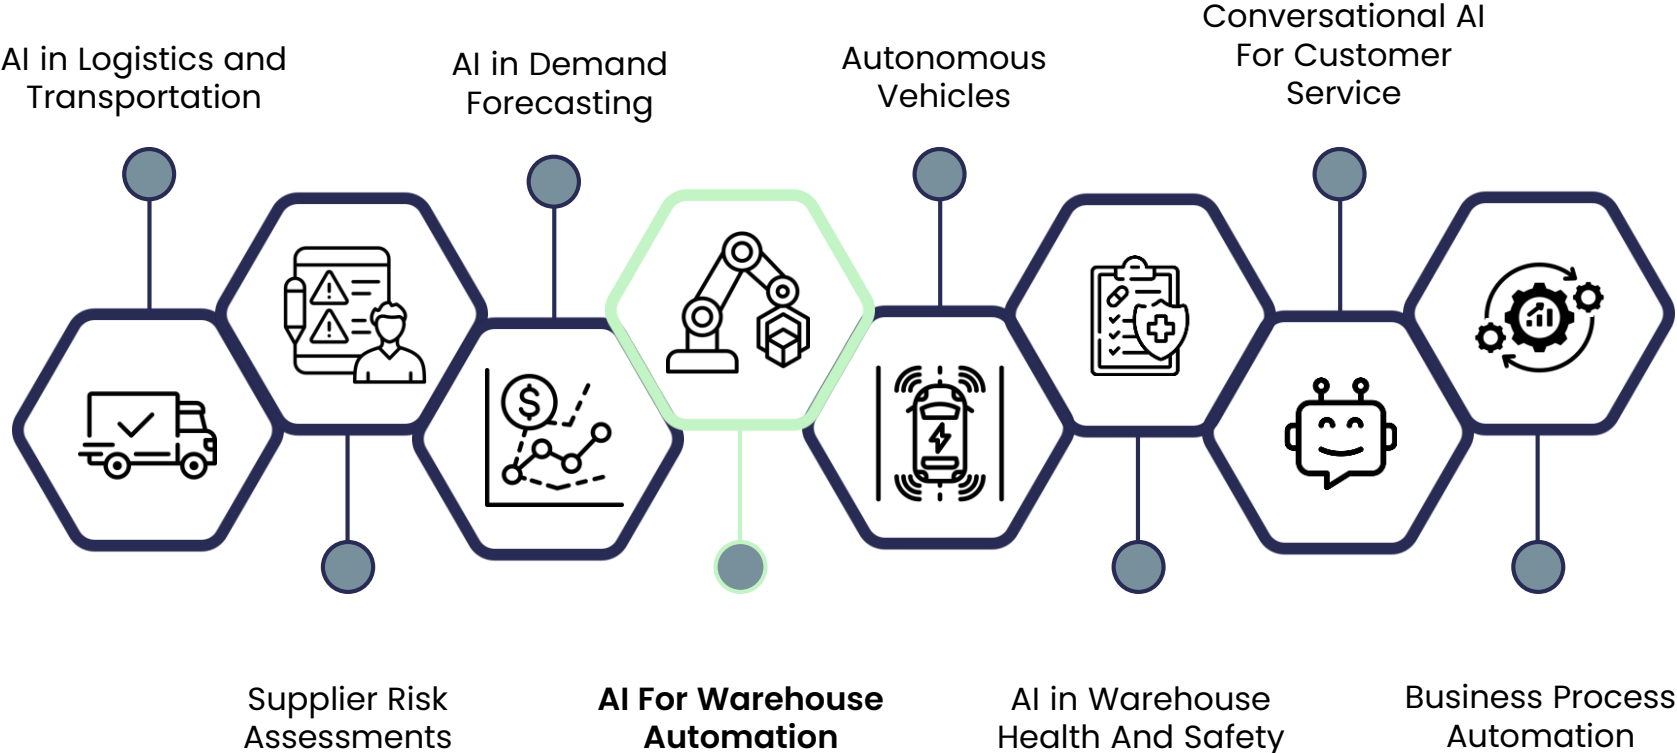 AI in Logistics and
Transportation
AI in Demand
Forecasting
Autonomous
Vehicles
Conversational AI
For Customer
Service
$
Supplier Risk
Assessments
AI For Warehouse
Automation
AI in Warehouse
Health And Safety
Business Process
Automation